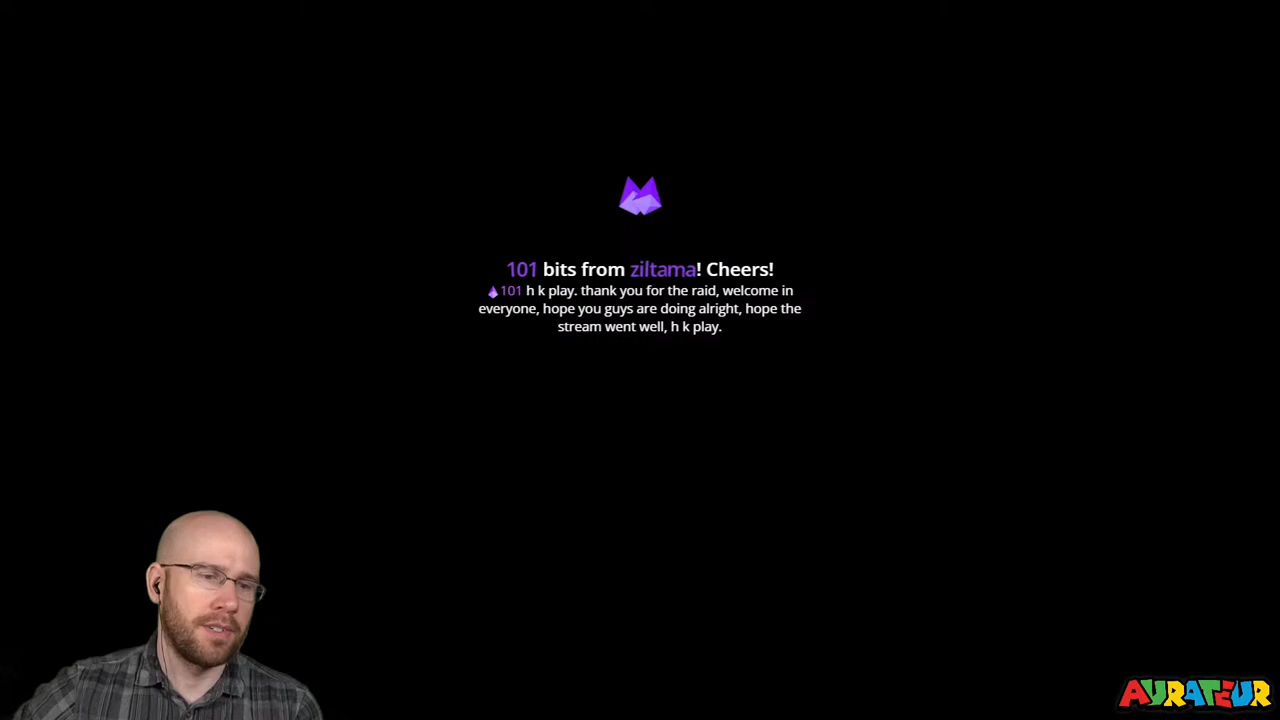 101 bits from ziltama! Cheers!
101 h k play. thank you for the raid, welcome in
everyone, hope you guys are doing alright, hope the
stream went well, h k play.
AURATEUR